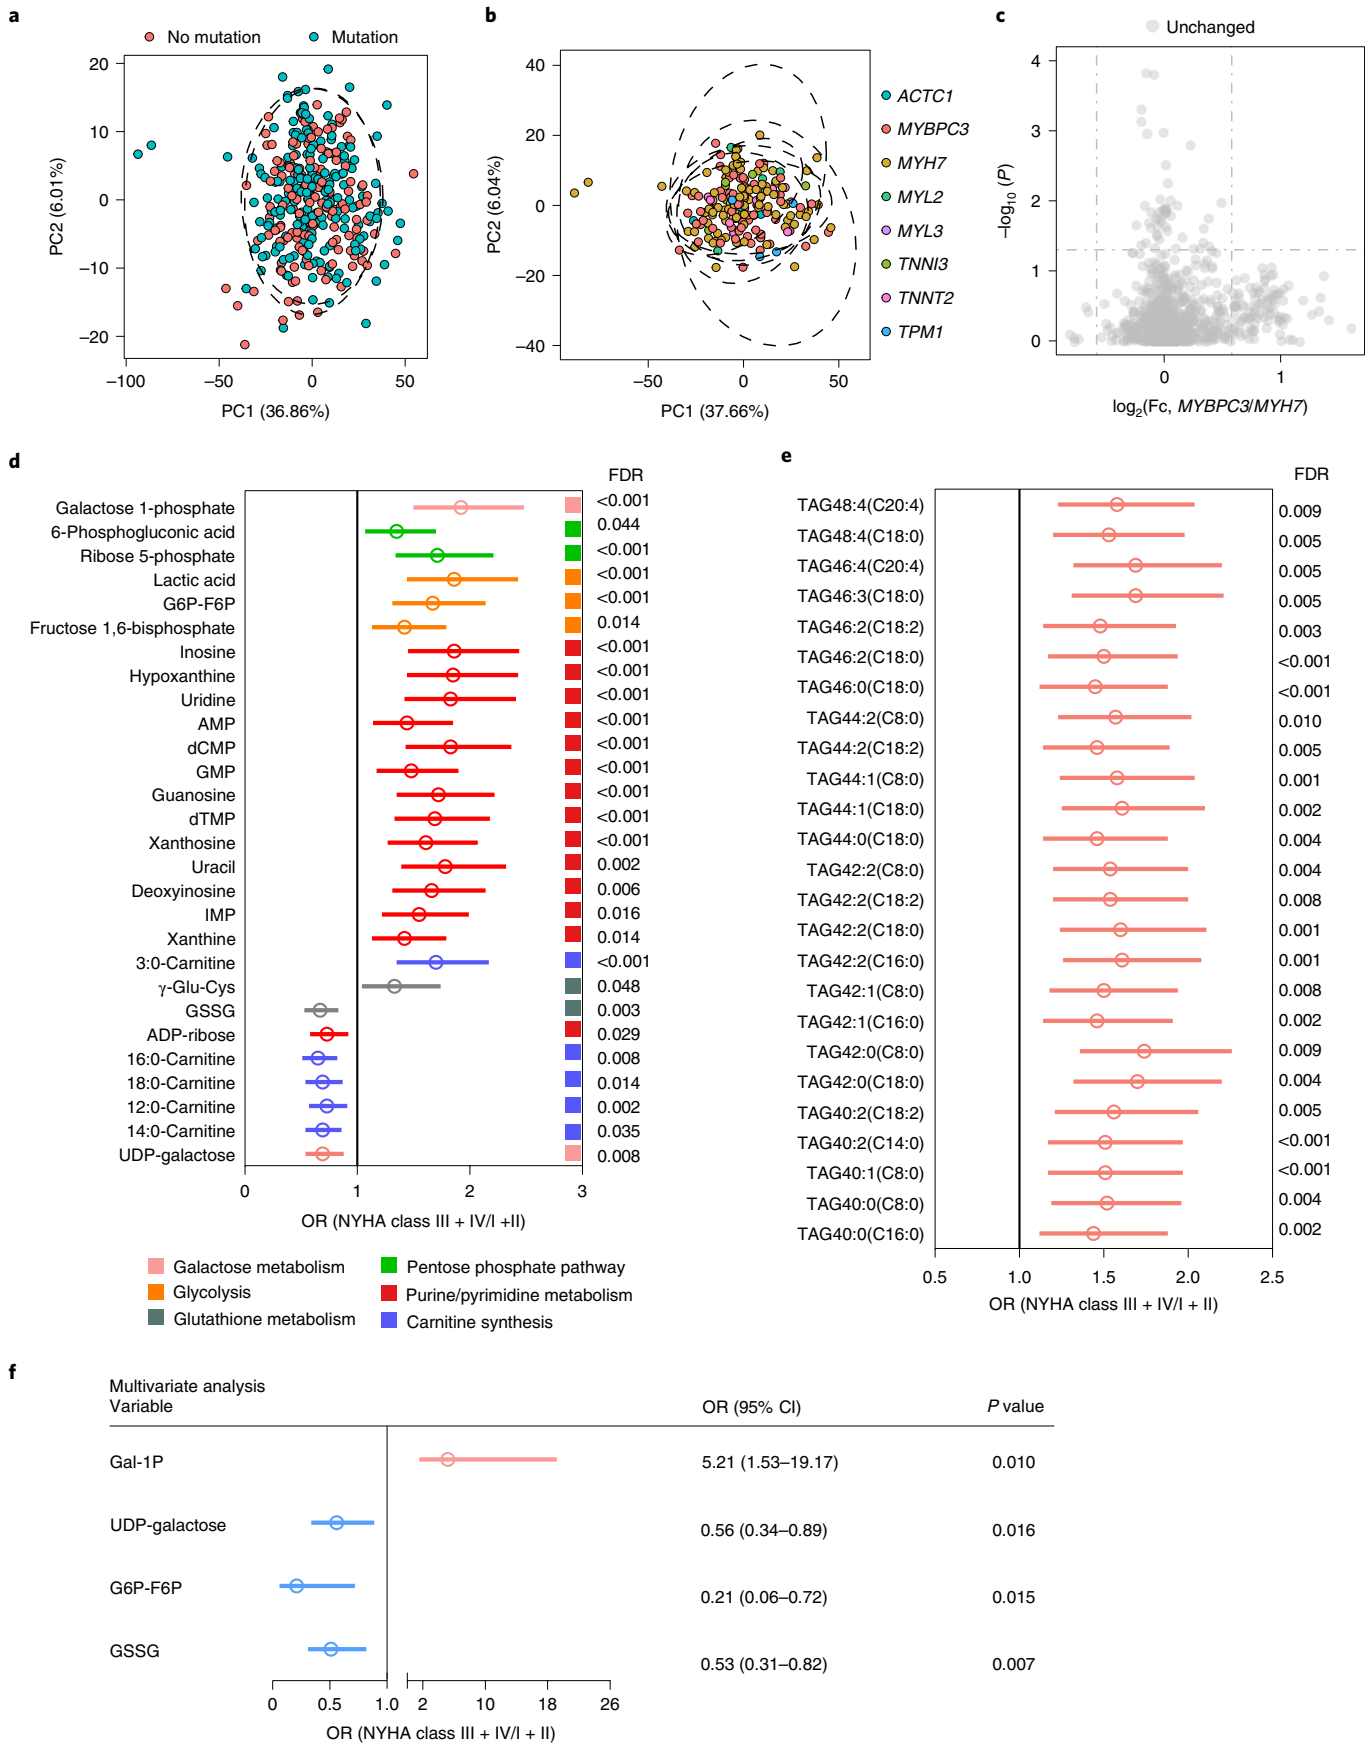 a
No mutation
Mutation
20
10
0
−10
−20
PC2 (6.01%)
−100
−50
0
50
PC1 (36.86%)
b
40
20
0
−20
−40
PC2 (6.04%)
−50
0
50
PC1 (37.66%)
ACTC1
MYBPC3
MYH7
MYL2
MYL3
TNNI3
TNNT2
TPM1
c
Unchanged
4
3
2
1
0
−log10 (P)
0
1
log2(Fc, MYBPC3/MYH7)
d
FDR
Galactose 1-phosphate <0.001
6-Phosphogluconic acid 0.044
Ribose 5-phosphate <0.001
Lactic acid <0.001
G6P-F6P <0.001
Fructose 1,6-bisphosphate 0.014
Inosine <0.001
Hypoxanthine <0.001
Uridine <0.001
AMP <0.001
dCMP <0.001
GMP <0.001
Guanosine <0.001
dTMP <0.001
Xanthosine <0.001
Uracil 0.002
Deoxyinosine 0.006
IMP 0.016
Xanthine 0.014
3:0-Carnitine <0.001
γ-Glu-Cys 0.048
GSSG 0.003
ADP-ribose 0.029
16:0-Carnitine 0.008
18:0-Carnitine 0.014
12:0-Carnitine 0.002
14:0-Carnitine 0.035
UDP-galactose 0.008
0 1 2 3
OR (NYHA class III + IV/I +II)
Galactose metabolism
Glycolysis
Glutathione metabolism
Pentose phosphate pathway
Purine/pyrimidine metabolism
Carnitine synthesis
e
FDR
TAG48:4(C20:4) 0.009
TAG48:4(C18:0) 0.005
TAG46:4(C20:4) 0.005
TAG46:3(C18:0) 0.005
TAG46:2(C18:2) 0.003
TAG46:2(C18:0) <0.001
TAG46:0(C18:0) <0.001
TAG44:2(C8:0) 0.010
TAG44:2(C18:2) 0.005
TAG44:1(C8:0) 0.001
TAG44:1(C18:0) 0.002
TAG44:0(C18:0) 0.004
TAG42:2(C8:0) 0.004
TAG42:2(C18:2) 0.008
TAG42:2(C18:0) 0.001
TAG42:2(C16:0) 0.001
TAG42:1(C8:0) 0.008
TAG42:1(C16:0) 0.002
TAG42:0(C8:0) 0.009
TAG42:0(C18:0) 0.004
TAG40:2(C18:2) 0.005
TAG40:2(C14:0) <0.001
TAG40:1(C8:0) <0.001
TAG40:0(C8:0) 0.004
TAG40:0(C16:0) 0.002
0.5 1.0 1.5 2.0 2.5
OR (NYHA class III + IV/I + II)
f
Multivariate analysis
Variable OR (95% CI) P value
Gal-1P 5.21 (1.53–19.17) 0.010
UDP-galactose 0.56 (0.34–0.89) 0.016
G6P-F6P 0.21 (0.06–0.72) 0.015
GSSG 0.53 (0.31–0.82) 0.007
0 0.5 1.0 2 10 18 26
OR (NYHA class III + IV/I + II)